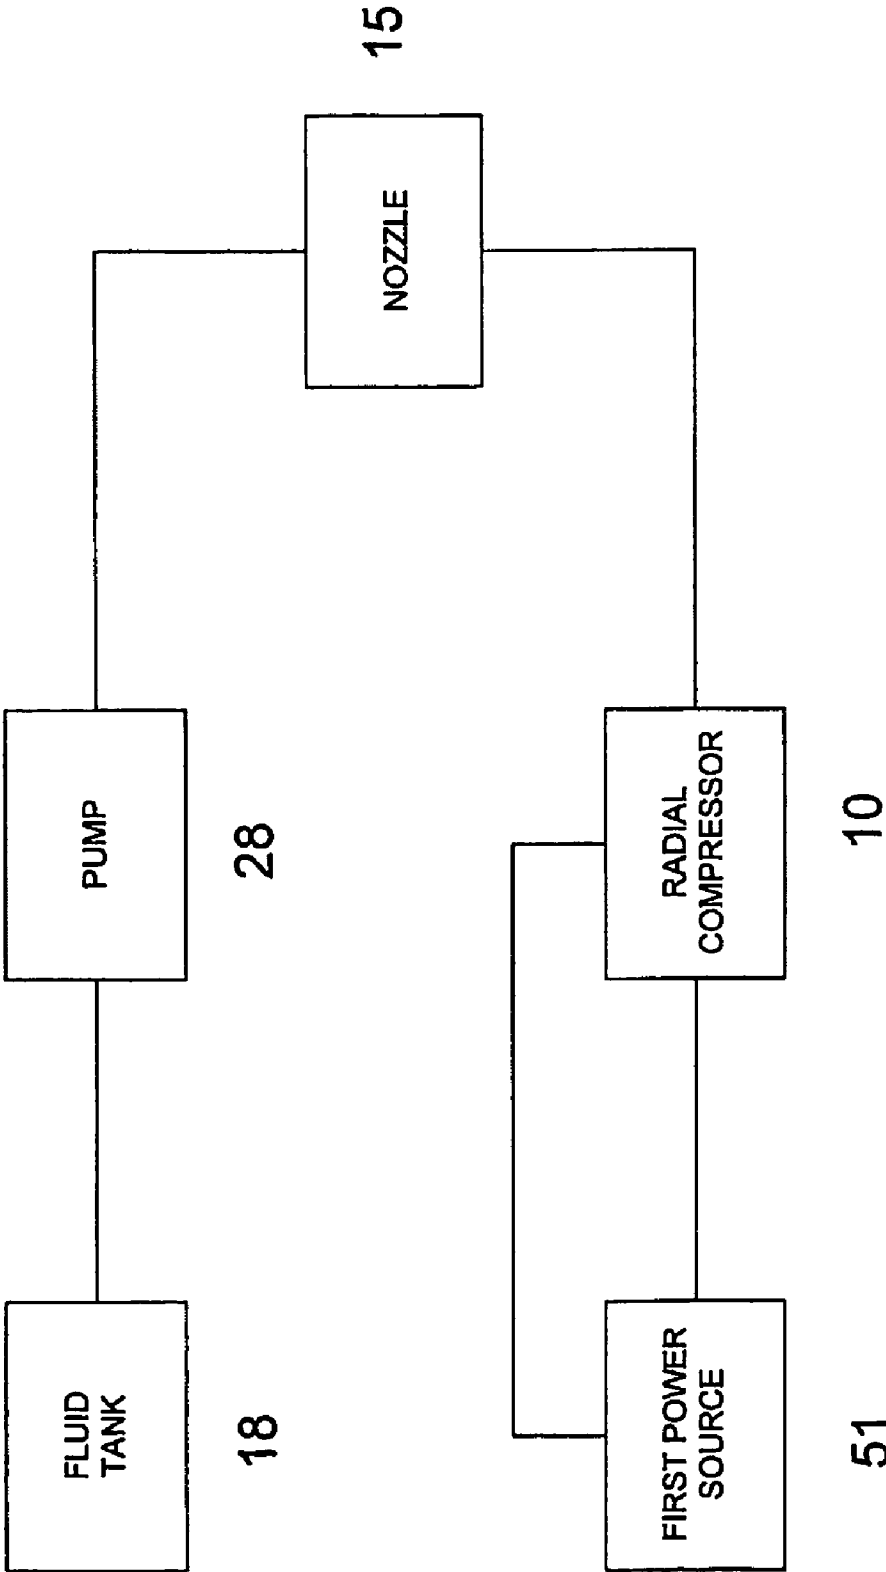 FLUID
TANK
18
PUMP
28
NOZZLE
15
FIRST POWER
SOURCE
51
RADIAL
COMPRESSOR
10